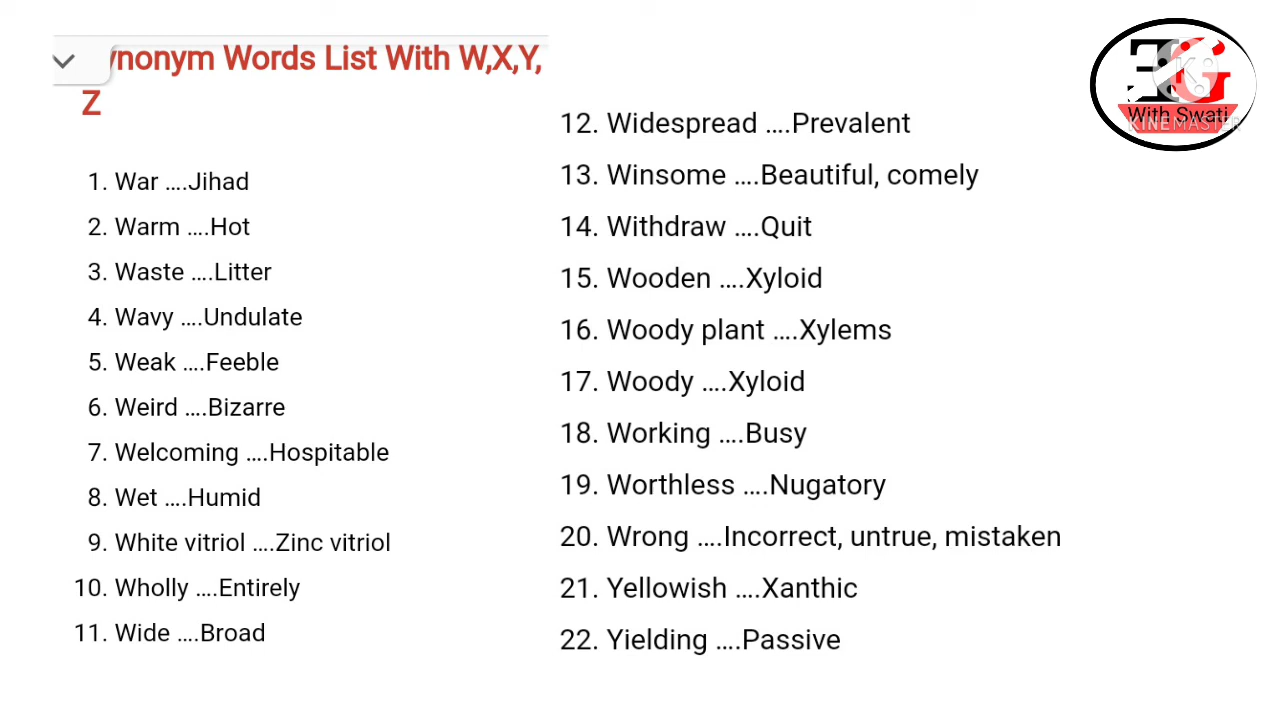 ynonym Words List With W,X,Y,
Z
1. War ....Jihad
2. Warm ....Hot
3. Waste ....Litter
4. Wavy ....Undulate
5. Weak ....Feeble
6. Weird ....Bizarre
7. Welcoming ....Hospitable
8. Wet ....Humid
9. White vitriol ....Zinc vitriol
10. Wholly ....Entirely
11. Wide ....Broad
12. Widespread ....Prevalent
13. Winsome ....Beautiful, comely
14. Withdraw ....Quit
15. Wooden ....Xyloid
16. Woody plant ....Xylems
17. Woody ....Xyloid
18. Working ....Busy
19. Worthless ....Nugatory
20. Wrong ....Incorrect, untrue, mistaken
21. Yellowish ....Xanthic
22. Yielding ....Passive
With Swati
KINEMASTER